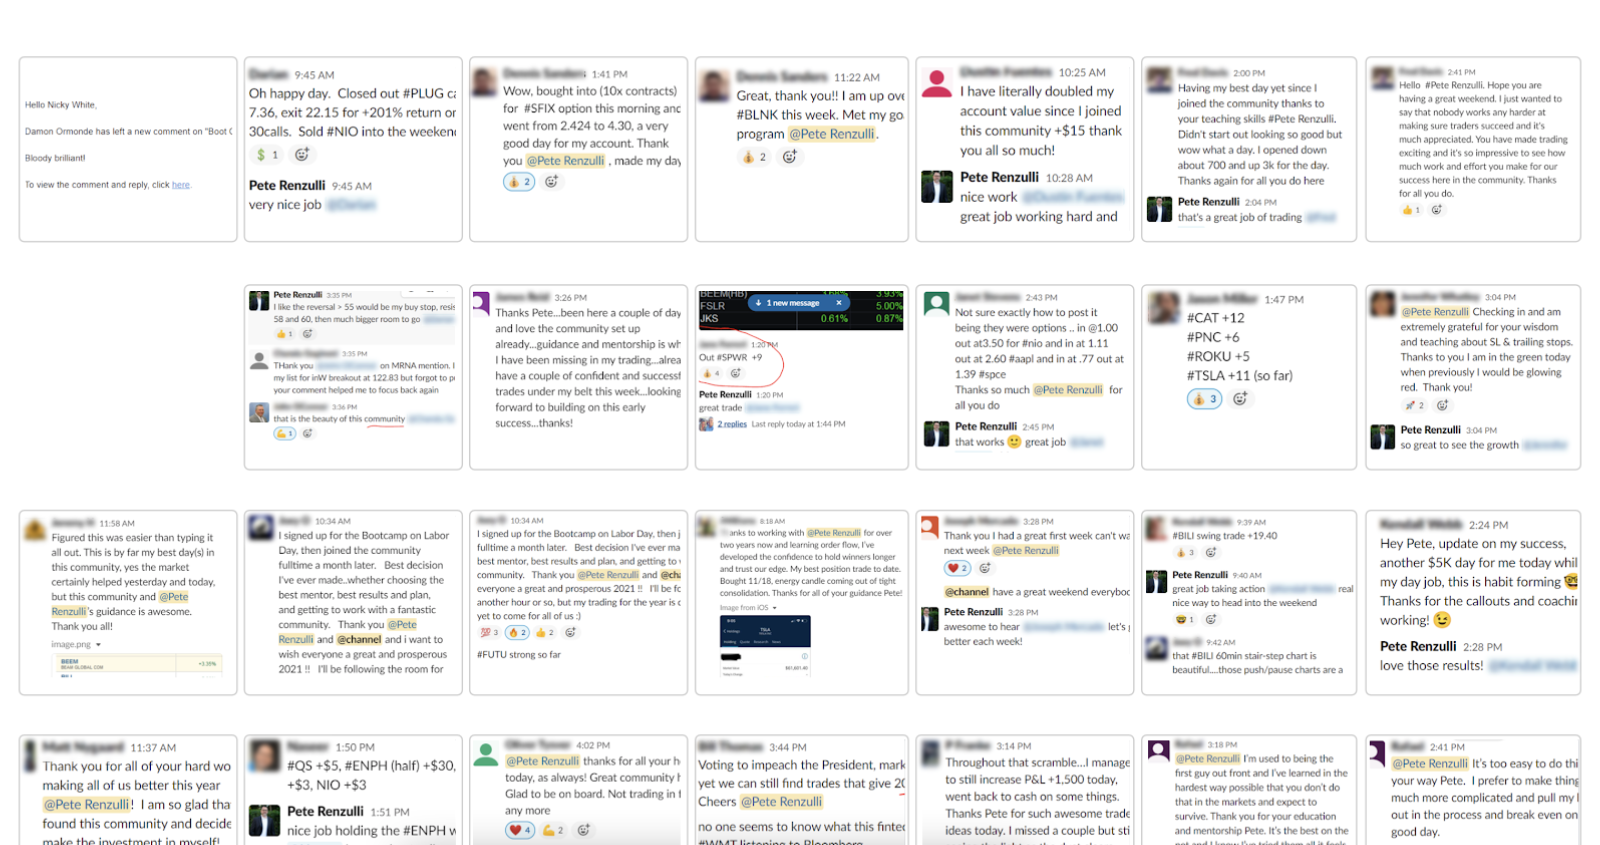 Hello Nicky White,
Damon Ormonde has left a new comment on "Boot C
Bloody brilliant!
To view the comment and reply, click here.
9:45 AM
Oh happy day. Closed out #PLUG ca
7.36, exit 22.15 for +201% return or
30calls. Sold #NIO into the weeken
1
Pete Renzulli 9:45 AM
very nice job
1:41 PM
Wow, bought into (10x contracts)
for #SFIX option this morning and
went from 2.424 to 4.30, a very
good day for my account. Thank
you @Pete Renzulli , made my day
2
11:22 AM
Great, thank you!! I am up ove
#BLNK this week. Met my go
program @Pete Renzulli.
2
10:25 AM
I have literally doubled my
account value since I joined
this community +$15 thank
you all so much!
Pete Renzulli 10:28 AM
nice work
great job working hard and
2:00 PM
Having my best day yet since I
joined the community thanks to
your teaching skills #Pete Renzulli.
Didn't start out looking so good but
wow what a day. I opened down
about 700 and up 3k for the day.
Thanks again for all you do here
Pete Renzulli 2:04 PM
that's a great job of trading
2:41 PM
Hello #Pete Renzulli. Hope you are
having a great weekend. I just wanted to
say that nobody works any harder at
making sure traders succeed and it's
much appreciated. You have made trading
exciting and it's so impressive to see how
much work and effort you make for our
success here in the community. Thanks
for all you do.
1
Pete Renzulli 3:35 PM
I like the reversal > 55 would be my buy stop, resis
58 and 60, then much bigger room to go
1
3:35 PM
THank you on MRNA mention. I
my list for inW breakout at 122.83 but forgot to p
your comment helped me to focus back again
3:36 PM
that is the beauty of this community
1
3:26 PM
Thanks Pete...been here a couple of day
and love the community set up
already...guidance and mentorship is wh
I have been missing in my trading...alrea
have a couple of confident and successf
trades under my belt this week...looking
forward to building on this early
success...thanks!
BEEM(HB) 3.68% 3.93%
1 new message ×
FSLR 5.00%
JKS 0.61% 0.87%
1:20 PM
Out #SPWR +9
4
Pete Renzulli 1:20 PM
great trade
2 replies Last reply today at 1:44 PM
2:43 PM
Not sure exactly how to post it
being they were options .. in @1.00
out at3.50 for #nio and in at 1.11
out at 2.60 #aapl and in at .77 out at
1.39 #spce
Thanks so much @Pete Renzulli for
all you do
Pete Renzulli 2:45 PM
that works 🙂 great job
1:47 PM
#CAT +12
#PNC +6
#ROKU +5
#TSLA +11 (so far)
3
3:04 PM
@Pete Renzulli Checking in and am
extremely grateful for your wisdom
and teaching about SL & trailing stops.
Thanks to you I am in the green today
when previously I would be glowing
red. Thank you!
2
Pete Renzulli 3:04 PM
so great to see the growth
11:58 AM
Figured this was easier than typing it
all out. This is by far my best day(s) in
this community, yes the market
certainly helped yesterday and today,
but this community and @Pete
Renzulli's guidance is awesome.
Thank you all!
image.png
BEEM
BEAM GLOBAL COM +3.35%
10:34 AM
I signed up for the Bootcamp on Labor
Day, then joined the community
fulltime a month later. Best decision
I've ever made..whether choosing the
best mentor, best results and plan,
and getting to work with a fantastic
community. Thank you @Pete
Renzulli and @channel and i want to
wish everyone a great and prosperous
2021 !! I'll be following the room for
10:34 AM
I signed up for the Bootcamp on Labor Day, then j
fulltime a month later. Best decision I've ever ma
best mentor, best results and plan, and getting to
community. Thank you @Pete Renzulli and @cha
everyone a great and prosperous 2021 !! I'll be fo
another hour or so, but my trading for the year is c
yet to come for all of us :)
💯 3 🔥 2 2
#FUTU strong so far
8:18 AM
anks to working with @Pete Renzulli for over
two years now and learning order flow, I've
developed the confidence to hold winners longer
and trust our edge. My best position trade to date.
Bought 11/18, energy candle coming out of tight
consolidation. Thanks for all of your guidance Pete!
Image from iOS
TSLA
3:28 PM
Thank you I had a great first week can't wa
next week @Pete Renzulli
2
@channel have a great weekend everybod
Pete Renzulli 3:28 PM
awesome to hear let's
better each week!
9:39 AM
#BILI swing trade +19.40
3
Pete Renzulli 9:40 AM
great job taking action real
nice way to head into the weekend
1
9:42 AM
that #BILI 60min stair-step chart is
beautiful....those push/pause charts are a
2:24 PM
Hey Pete, update on my success,
another $5K day for me today whil
my day job, this is habit forming 🤓
Thanks for the callouts and coachin
working! 😉
Pete Renzulli 2:28 PM
love those results!
11:37 AM
Thank you for all of your hard wo
making all of us better this year
@Pete Renzulli! I am so glad tha
found this community and decide
make the investment in myself!
1:50 PM
#QS +$5, #ENPH (half) +$30,
+$3, NIO +$3
Pete Renzulli 1:51 PM
nice job holding the #ENPH w
4:02 PM
@Pete Renzulli thanks for all your h
today, as always! Great community h
Glad to be on board. Not trading in f
any more
4 2
3:44 PM
Voting to impeach the President, mark
yet we can still find trades that give 20
Cheers @Pete Renzulli
no one seems to know what this fintec
#WMT listening to Bloomberg
3:14 PM
Throughout that scramble...I manage
to still increase P&L +1,500 today,
went back to cash on some things.
Thanks Pete for such awesome trade
ideas today. I missed a couple but sti
3:18 PM
@Pete Renzulli I'm used to being the
first guy out front and I've learned in the
hardest way possible that you don't do
that in the markets and expect to
survive. Thank you for your education
and mentorship Pete. It's the best on the
2:41 PM
@Pete Renzulli It's too easy to do thi
your way Pete. I prefer to make thing
much more complicated and pull my
out in the process and break even on
good day.